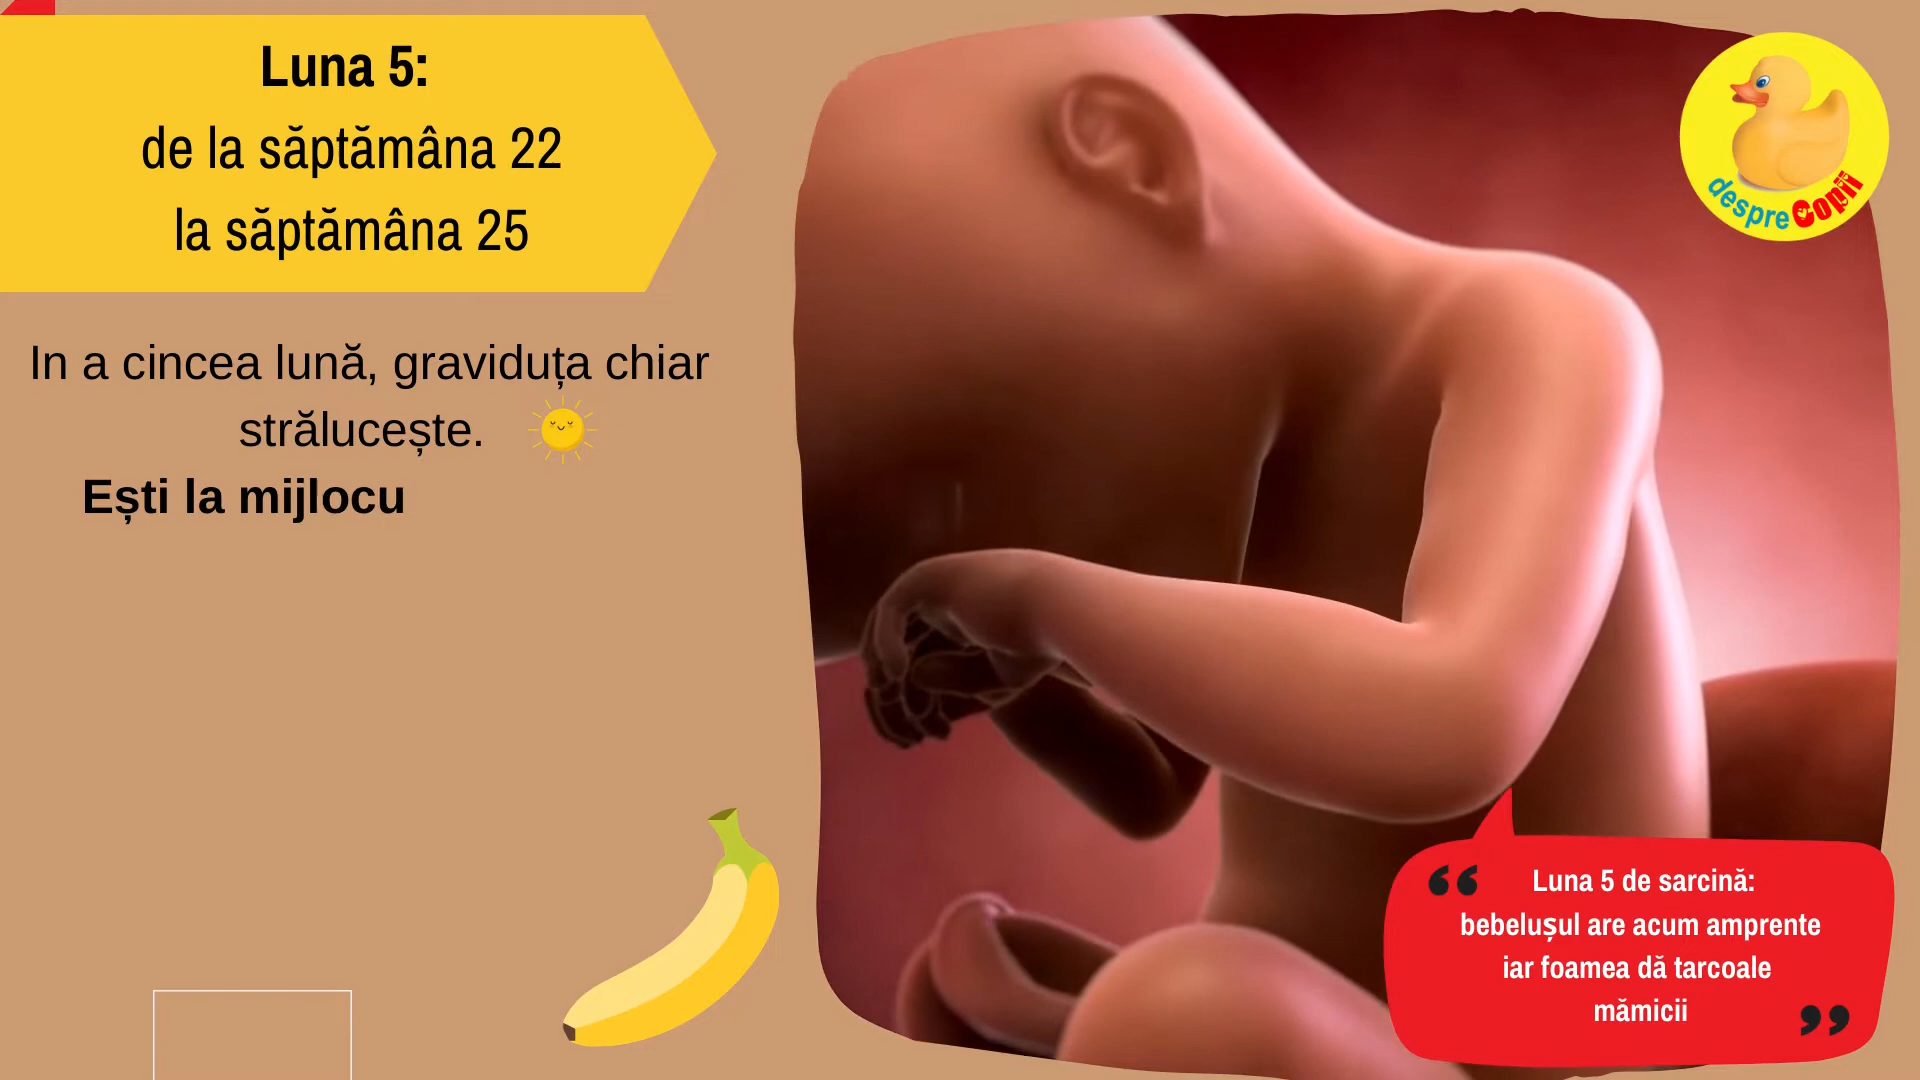 Luna 5:
de la săptămâna 22
la săptămâna 25
In a cincea lună, graviduța chiar
strălucește.
Ești la mijlocu
despre Copii
Luna 5 de sarcină:
bebelușul are acum amprente
iar foamea dă tarcoale
mămicii